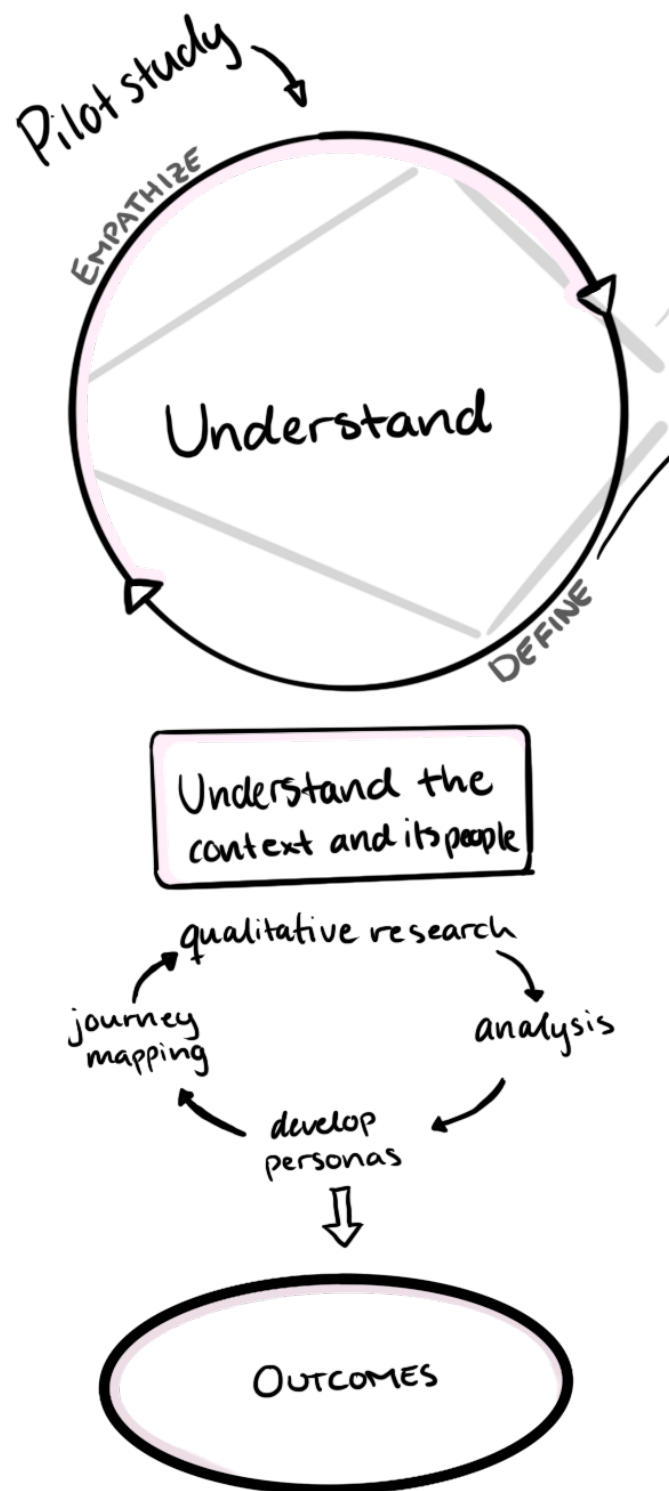 Pilot study
EMPATHIZE
Understand
DEFINE
Understand the
context and its people
qualitative research
analysis
develop
personas
journey
mapping
OUTCOMES